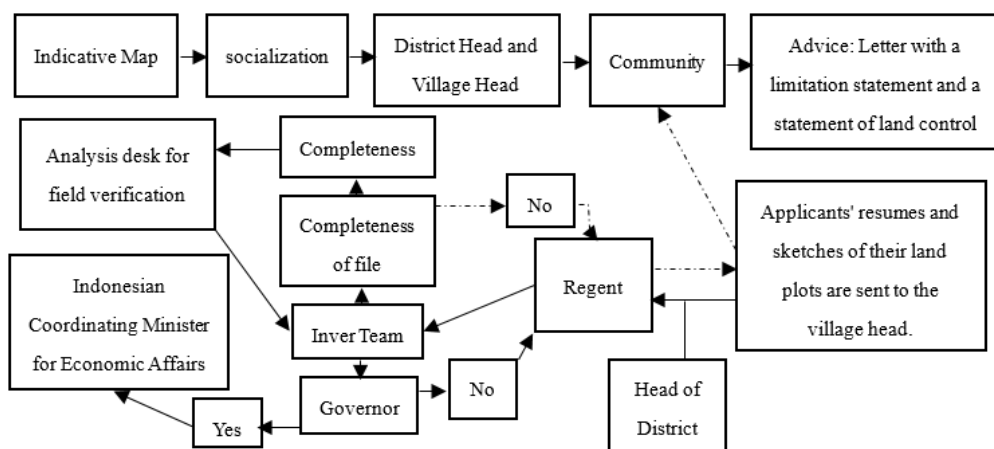 Indicative Map
socialization
District Head and
Village Head
Community
Advice: Letter with a
limitation statement and a
statement of land control
Analysis desk for
field verification
Completeness
Completeness
of file
No
Regent
Applicants' resumes and
sketches of their land
plots are sent to the
village head.
Indonesian
Coordinating Minister
for Economic Affairs
Inver Team
Governor
No
Yes
Head of
District